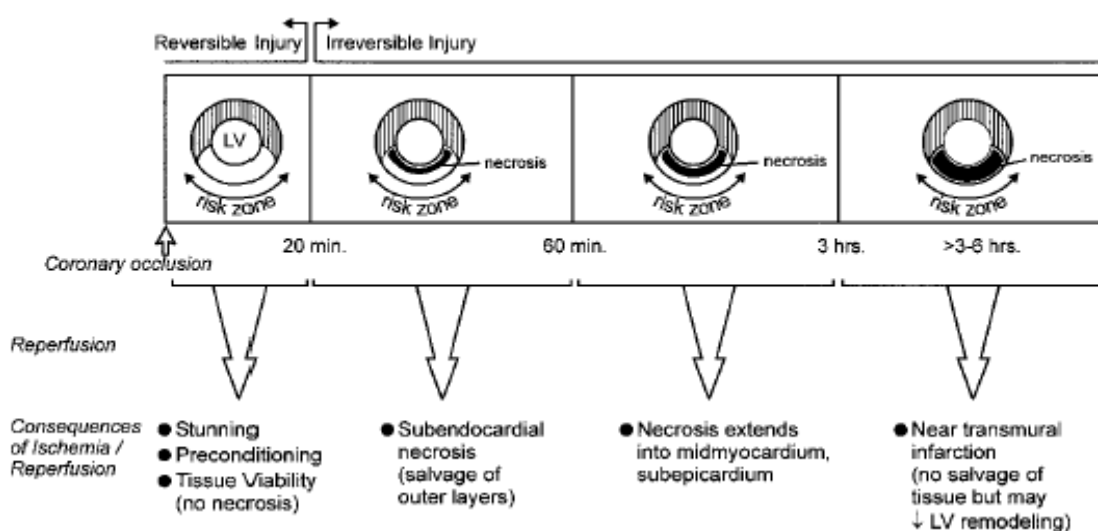 Reversible Injury Irreversible Injury
LV
necrosis
necrosis
necrosis
risk zone
risk zone
risk zone
risk zone
20 min. 60 min. 3 hrs. >3-6 hrs.
Coronary occlusion
Reperfusion
Consequences
of Ischemia /
Reperfusion
● Stunning
● Preconditioning
● Tissue Viability
(no necrosis)
● Subendocardial
necrosis
(salvage of
outer layers)
● Necrosis extends
into midmyocardium,
subepicardium
● Near transmural
infarction
(no salvage of
tissue but may
↓ LV remodeling)